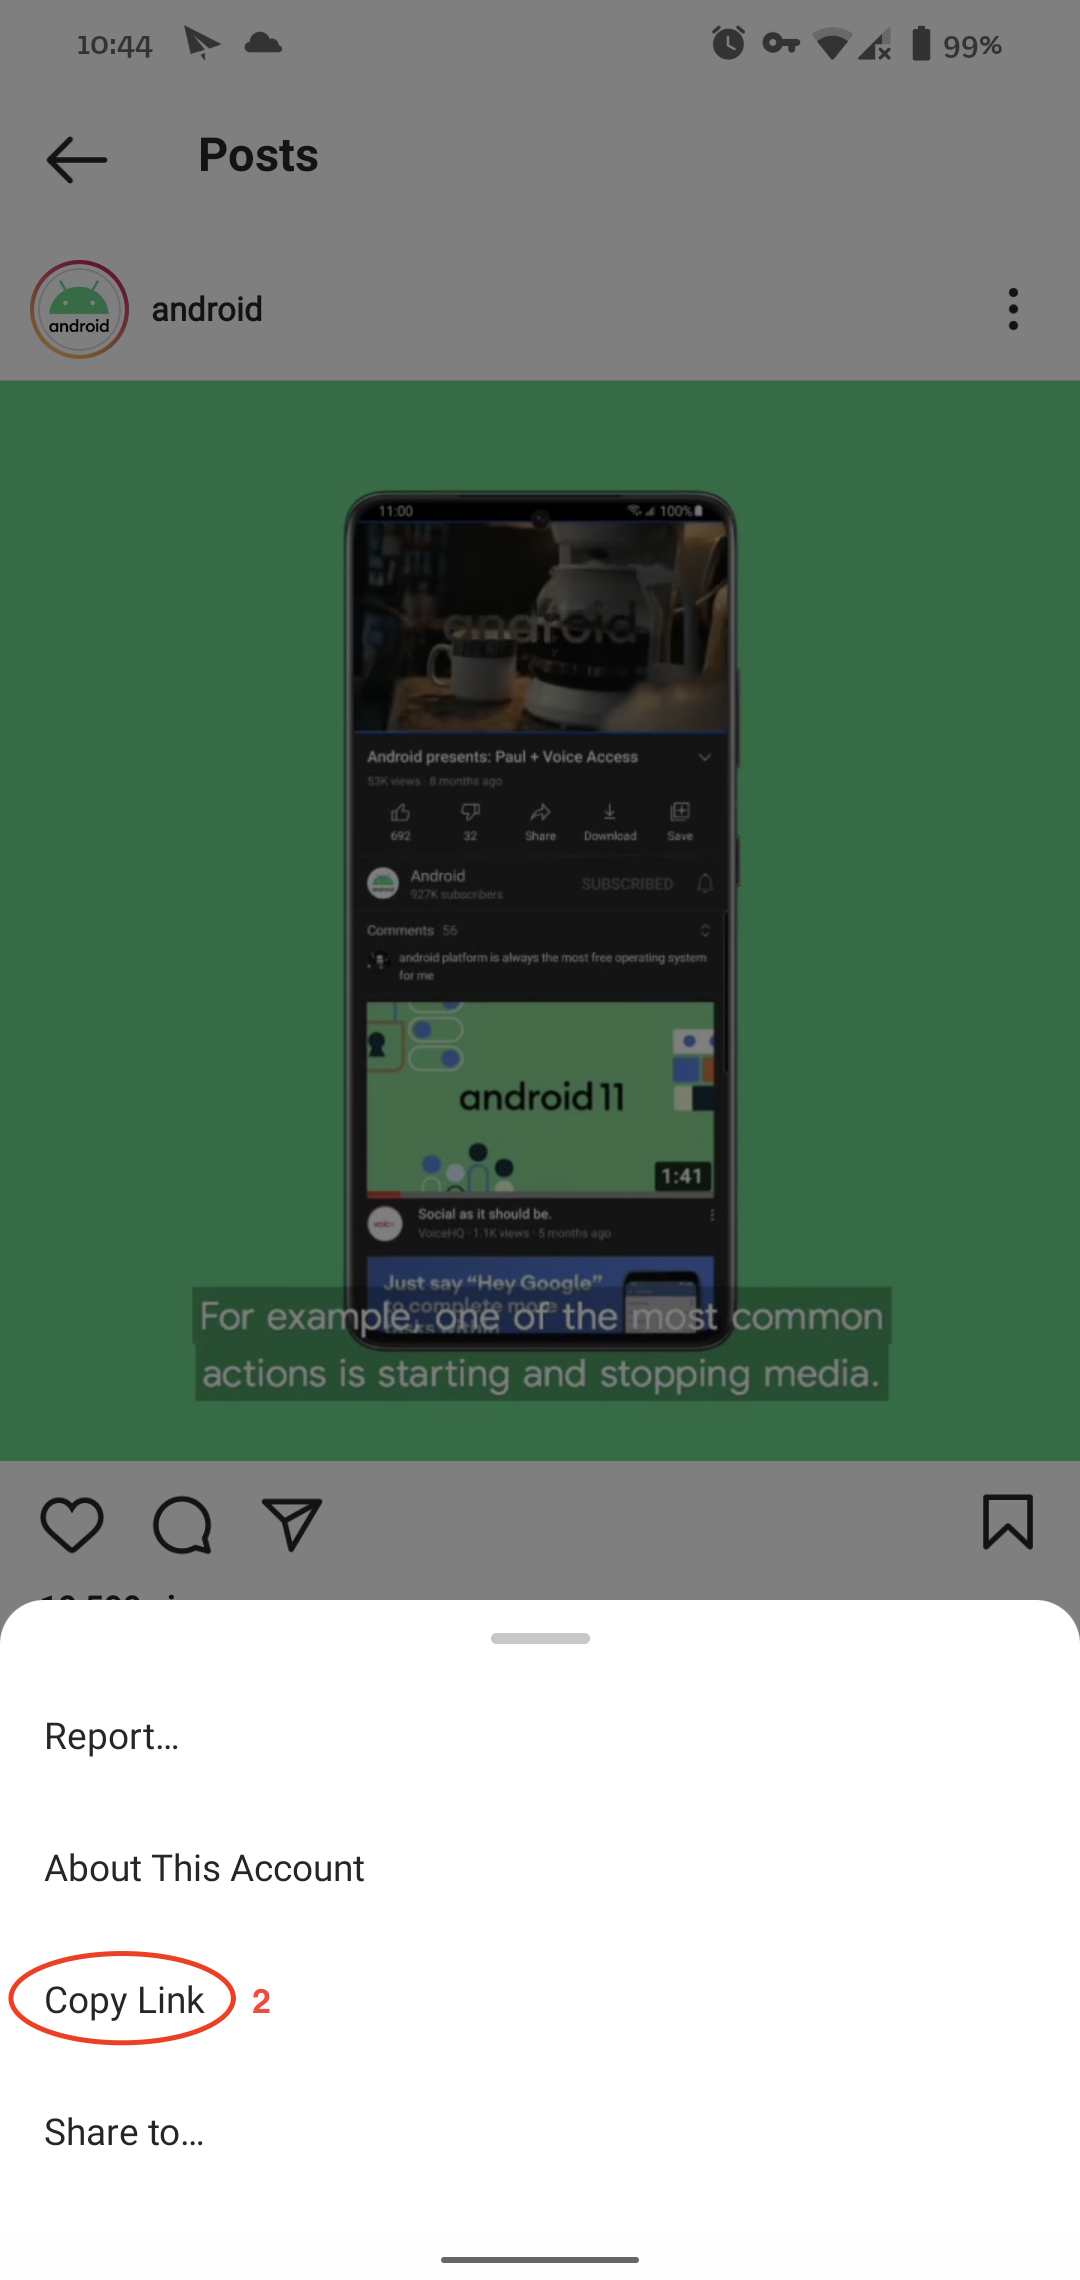 10:44
99%
Posts
android
android
11:00
100%
android
Android presents: Paul + Voice Access
53K views · 8 months ago
692
32
Share
Download
Save
Android
927K subscribers
SUBSCRIBED
Comments 56
android platform is always the most free operating system
for me
android 11
1:41
Social as it should be.
VoiceHQ · 1.1K views · 5 months ago
Just say “Hey Google”
to complete more
For example, one of the most common
actions is starting and stopping media.
Report...
About This Account
Copy Link
2
Share to...